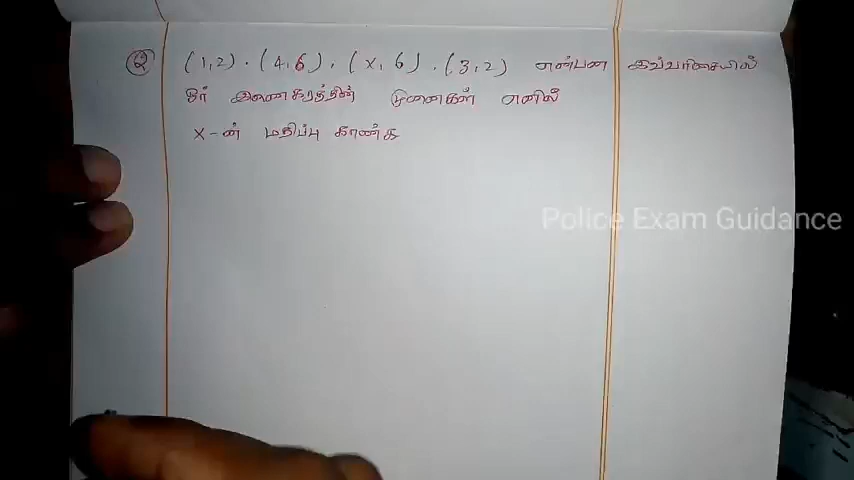 Q (1,2) . (4,6) , (x,6) . (3,2) என்பன இவ்வரிசையில்
ஓர் இணைகரத்தின் முனைகள் எனில்
x-ன் மதிப்பு காண்க
Police Exam Guidance